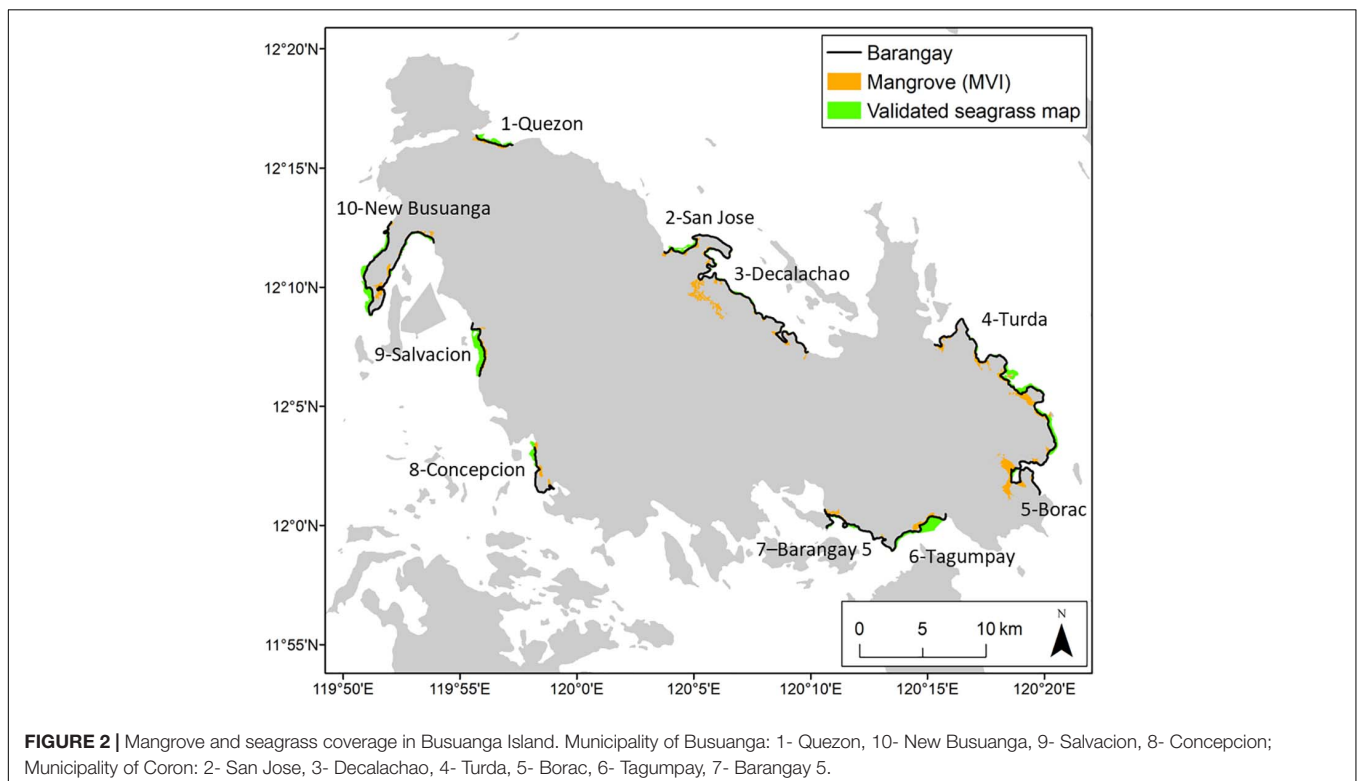 12°20'N
Barangay
Mangrove (MVI)
Validated seagrass map
1-Quezon
12°15'N
10-New Busuanga
2-San Jose
12°10'N
3-Decalachao
4-Turda
9-Salvacion
12°5'N
8-Concepcion
5-Borac
12°0'N
7–Barangay 5
6-Tagumpay
N
0 5 10 km
11°55'N
119°50'E 119°55'E 120°0'E 120°5'E 120°10'E 120°15'E 120°20'E
FIGURE 2 | Mangrove and seagrass coverage in Busuanga Island. Municipality of Busuanga: 1- Quezon, 10- New Busuanga, 9- Salvacion, 8- Concepcion;
Municipality of Coron: 2- San Jose, 3- Decalachao, 4- Turda, 5- Borac, 6- Tagumpay, 7- Barangay 5.